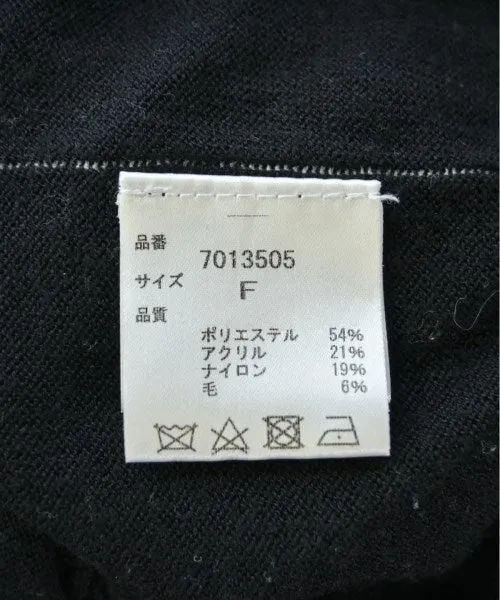 品番 7013505
サイズ F
品質
ポリエステル 54%
アクリル 21%
ナイロン 19%
毛 6%